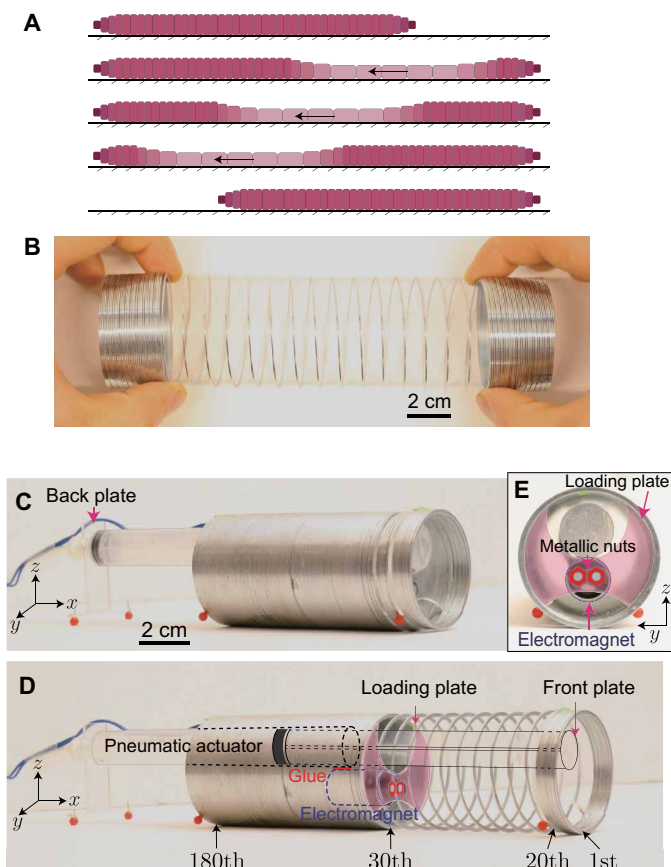 A
B
2 cm
C
Back plate
z
x
y
2 cm
E
Loading plate
Metallic nuts
z
y
Electromagnet
D
Loading plate
Front plate
Pneumatic actuator
z
x
y
Glue
Electromagnet
180th
30th
20th
1st